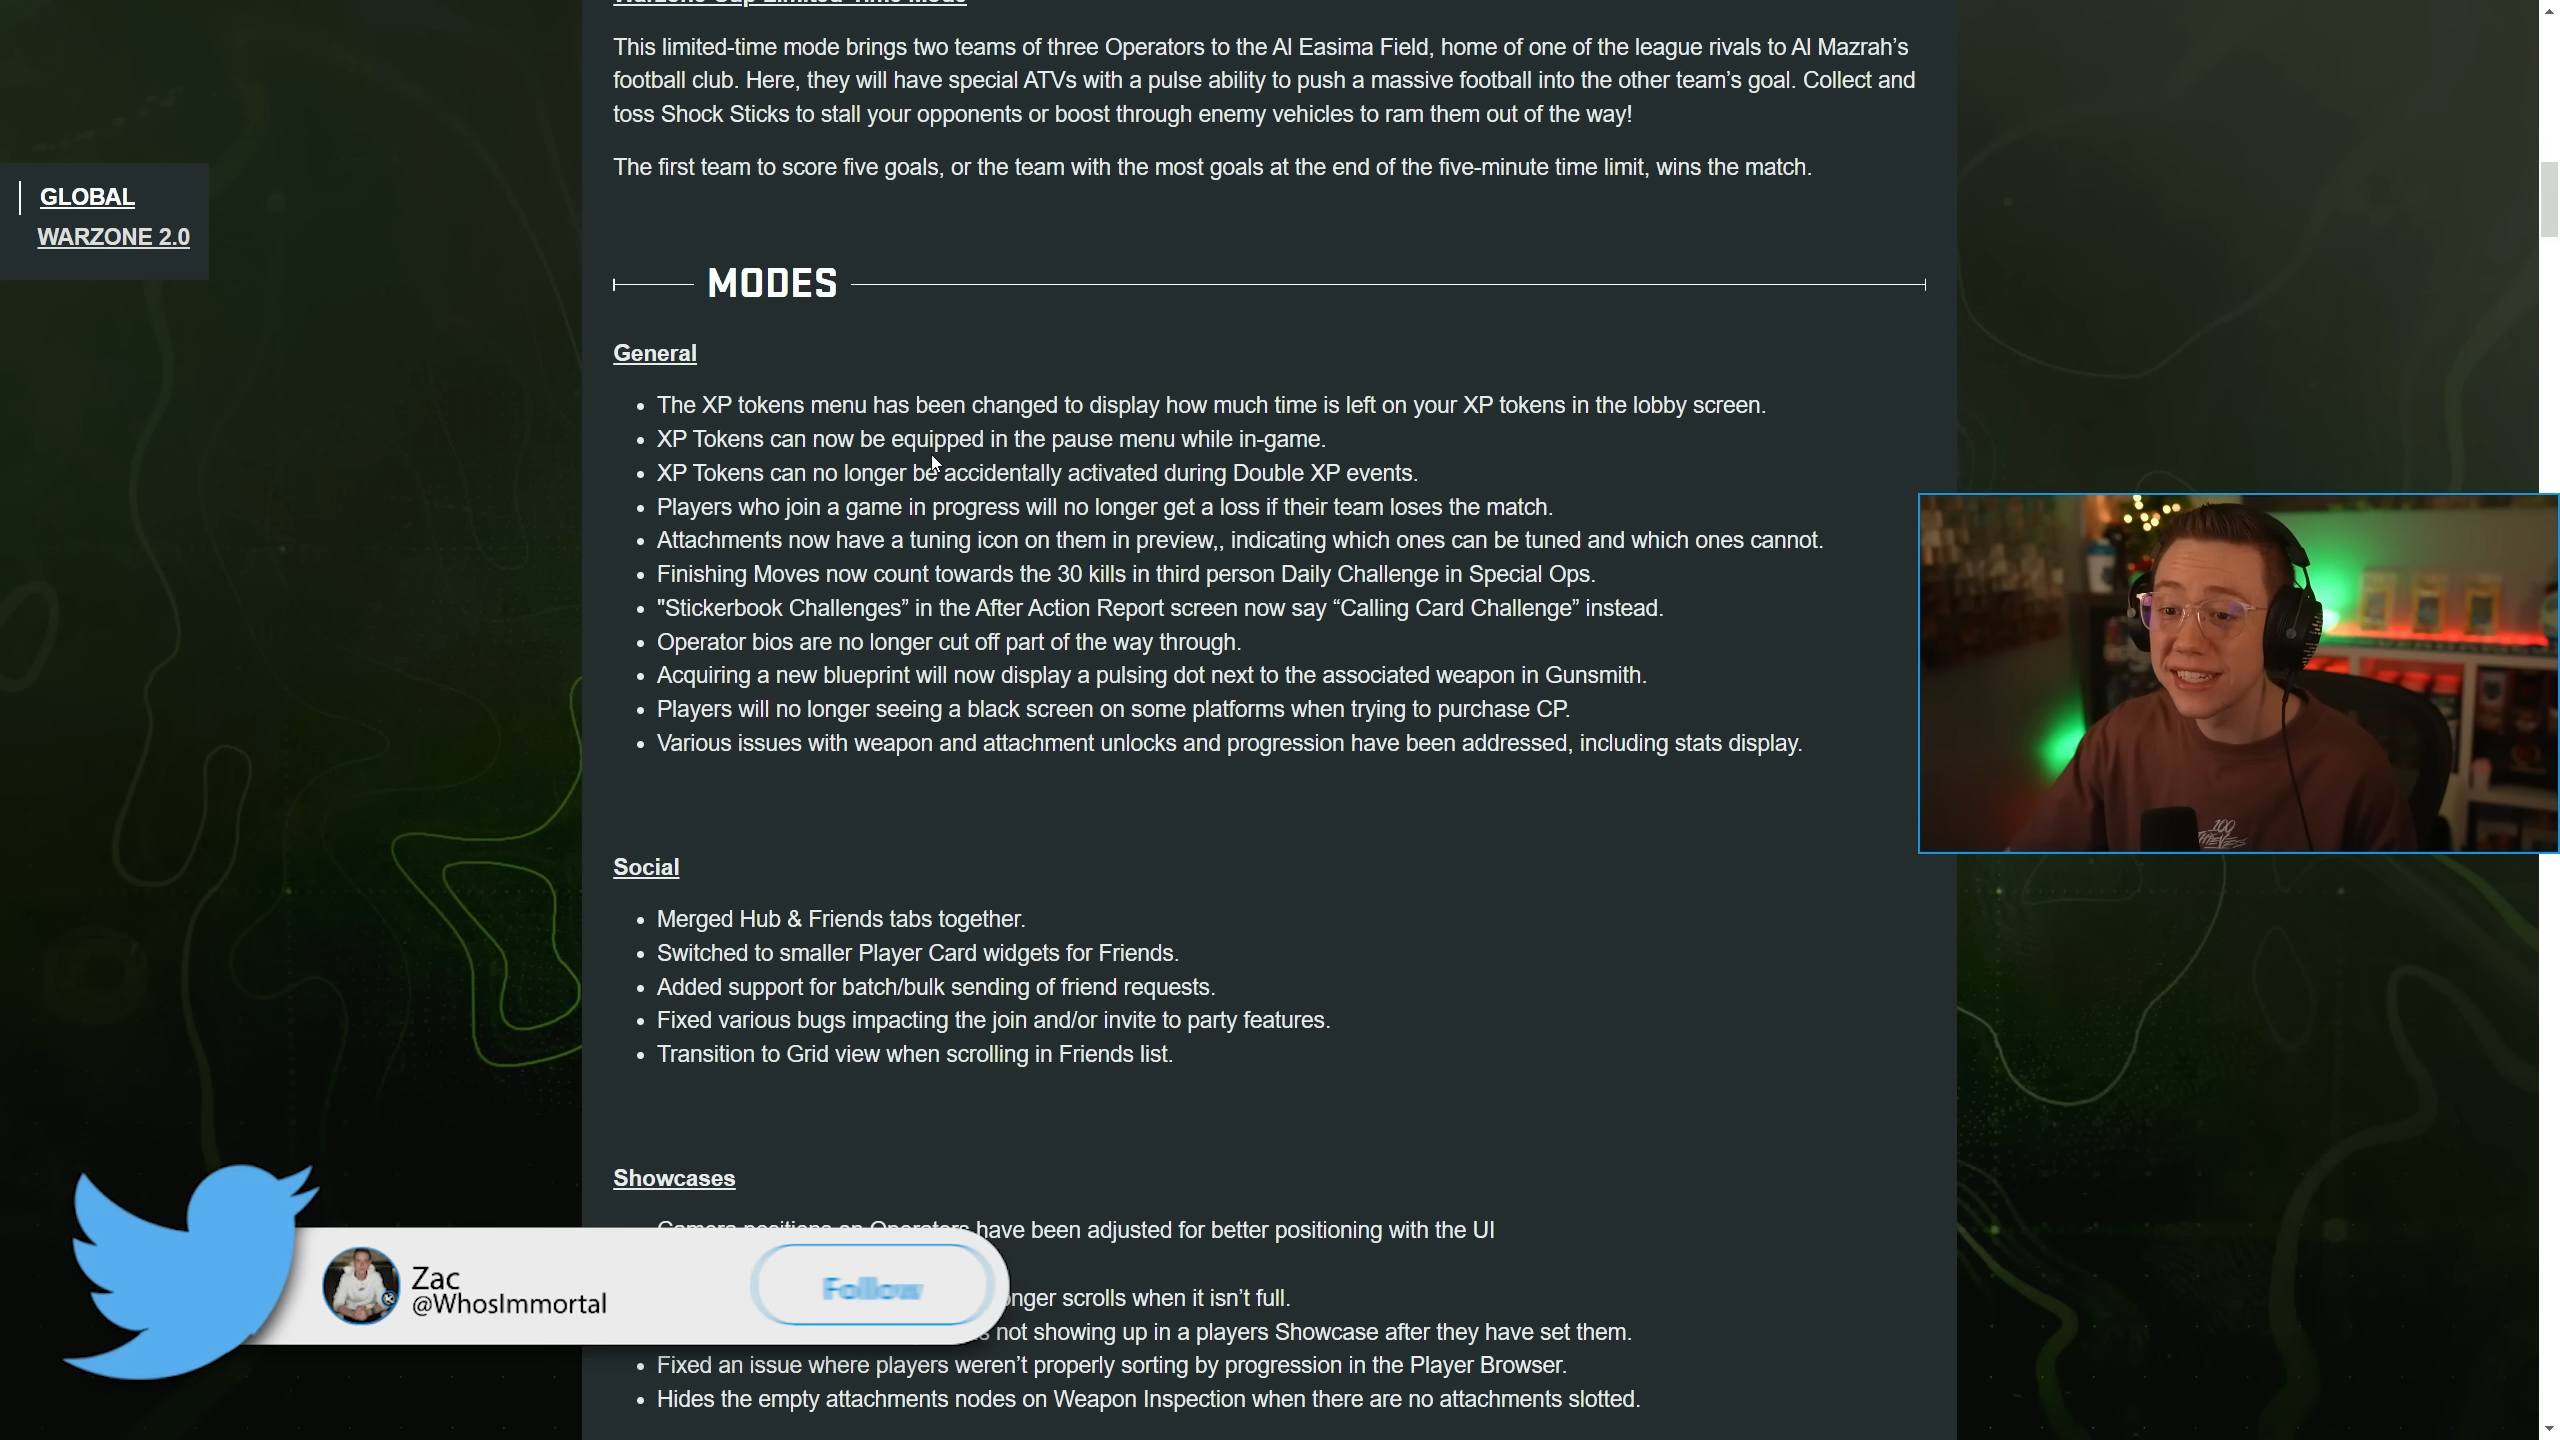 Warzone Cup Limited-Time Mode
This limited-time mode brings two teams of three Operators to the Al Easima Field, home of one of the league rivals to Al Mazrah’s
football club. Here, they will have special ATVs with a pulse ability to push a massive football into the other team’s goal. Collect and
toss Shock Sticks to stall your opponents or boost through enemy vehicles to ram them out of the way!
The first team to score five goals, or the team with the most goals at the end of the five-minute time limit, wins the match.
GLOBAL
WARZONE 2.0
MODES
General
• The XP tokens menu has been changed to display how much time is left on your XP tokens in the lobby screen.
• XP Tokens can now be equipped in the pause menu while in-game.
• XP Tokens can no longer be accidentally activated during Double XP events.
• Players who join a game in progress will no longer get a loss if their team loses the match.
• Attachments now have a tuning icon on them in preview,, indicating which ones can be tuned and which ones cannot.
• Finishing Moves now count towards the 30 kills in third person Daily Challenge in Special Ops.
• "Stickerbook Challenges” in the After Action Report screen now say “Calling Card Challenge” instead.
• Operator bios are no longer cut off part of the way through.
• Acquiring a new blueprint will now display a pulsing dot next to the associated weapon in Gunsmith.
• Players will no longer seeing a black screen on some platforms when trying to purchase CP.
• Various issues with weapon and attachment unlocks and progression have been addressed, including stats display.
100
THIEVES
Social
• Merged Hub & Friends tabs together.
• Switched to smaller Player Card widgets for Friends.
• Added support for batch/bulk sending of friend requests.
• Fixed various bugs impacting the join and/or invite to party features.
• Transition to Grid view when scrolling in Friends list.
Showcases
Camera positions on Operators have been adjusted for better positioning with the UI
scrolls when it isn’t full.
not showing up in a players Showcase after they have set them.
• Fixed an issue where players weren’t properly sorting by progression in the Player Browser.
• Hides the empty attachments nodes on Weapon Inspection when there are no attachments slotted.
Zac
@WhosImmortal
Follow